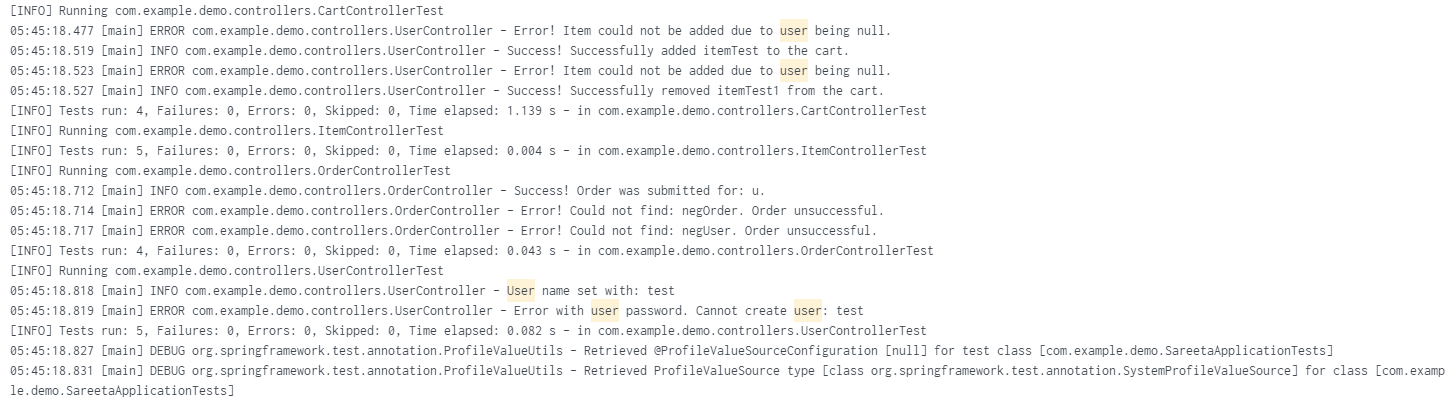 [INFO] Running com.example.demo.controllers.CartControllerTest
05:45:18.477 [main] ERROR com.example.demo.controllers.UserController - Error! Item could not be added due to user being null.
05:45:18.519 [main] INFO com.example.demo.controllers.UserController - Success! Successfully added itemTest to the cart.
05:45:18.523 [main] ERROR com.example.demo.controllers.UserController - Error! Item could not be added due to user being null.
05:45:18.527 [main] INFO com.example.demo.controllers.UserController - Success! Successfully removed itemTest1 from the cart.
[INFO] Tests run: 4, Failures: 0, Errors: 0, Skipped: 0, Time elapsed: 1.139 s - in com.example.demo.controllers.CartControllerTest
[INFO] Running com.example.demo.controllers.ItemControllerTest
[INFO] Tests run: 5, Failures: 0, Errors: 0, Skipped: 0, Time elapsed: 0.004 s - in com.example.demo.controllers.ItemControllerTest
[INFO] Running com.example.demo.controllers.OrderControllerTest
05:45:18.712 [main] INFO com.example.demo.controllers.OrderController - Success! Order was submitted for: u.
05:45:18.714 [main] ERROR com.example.demo.controllers.OrderController - Error! Could not find: negOrder. Order unsuccessful.
05:45:18.717 [main] ERROR com.example.demo.controllers.OrderController - Error! Could not find: negUser. Order unsuccessful.
[INFO] Tests run: 4, Failures: 0, Errors: 0, Skipped: 0, Time elapsed: 0.043 s - in com.example.demo.controllers.OrderControllerTest
[INFO] Running com.example.demo.controllers.UserControllerTest
05:45:18.818 [main] INFO com.example.demo.controllers.UserController - User name set with: test
05:45:18.819 [main] ERROR com.example.demo.controllers.UserController - Error with user password. Cannot create user: test
[INFO] Tests run: 5, Failures: 0, Errors: 0, Skipped: 0, Time elapsed: 0.082 s - in com.example.demo.controllers.UserControllerTest
05:45:18.827 [main] DEBUG org.springframework.test.annotation.ProfileValueUtils - Retrieved @ProfileValueSourceConfiguration [null] for test class [com.example.demo.SareetaApplicationTests]
05:45:18.831 [main] DEBUG org.springframework.test.annotation.ProfileValueUtils - Retrieved ProfileValueSource type [class org.springframework.test.annotation.SystemProfileValueSource] for class [com.examp
le.demo.SareetaApplicationTests]